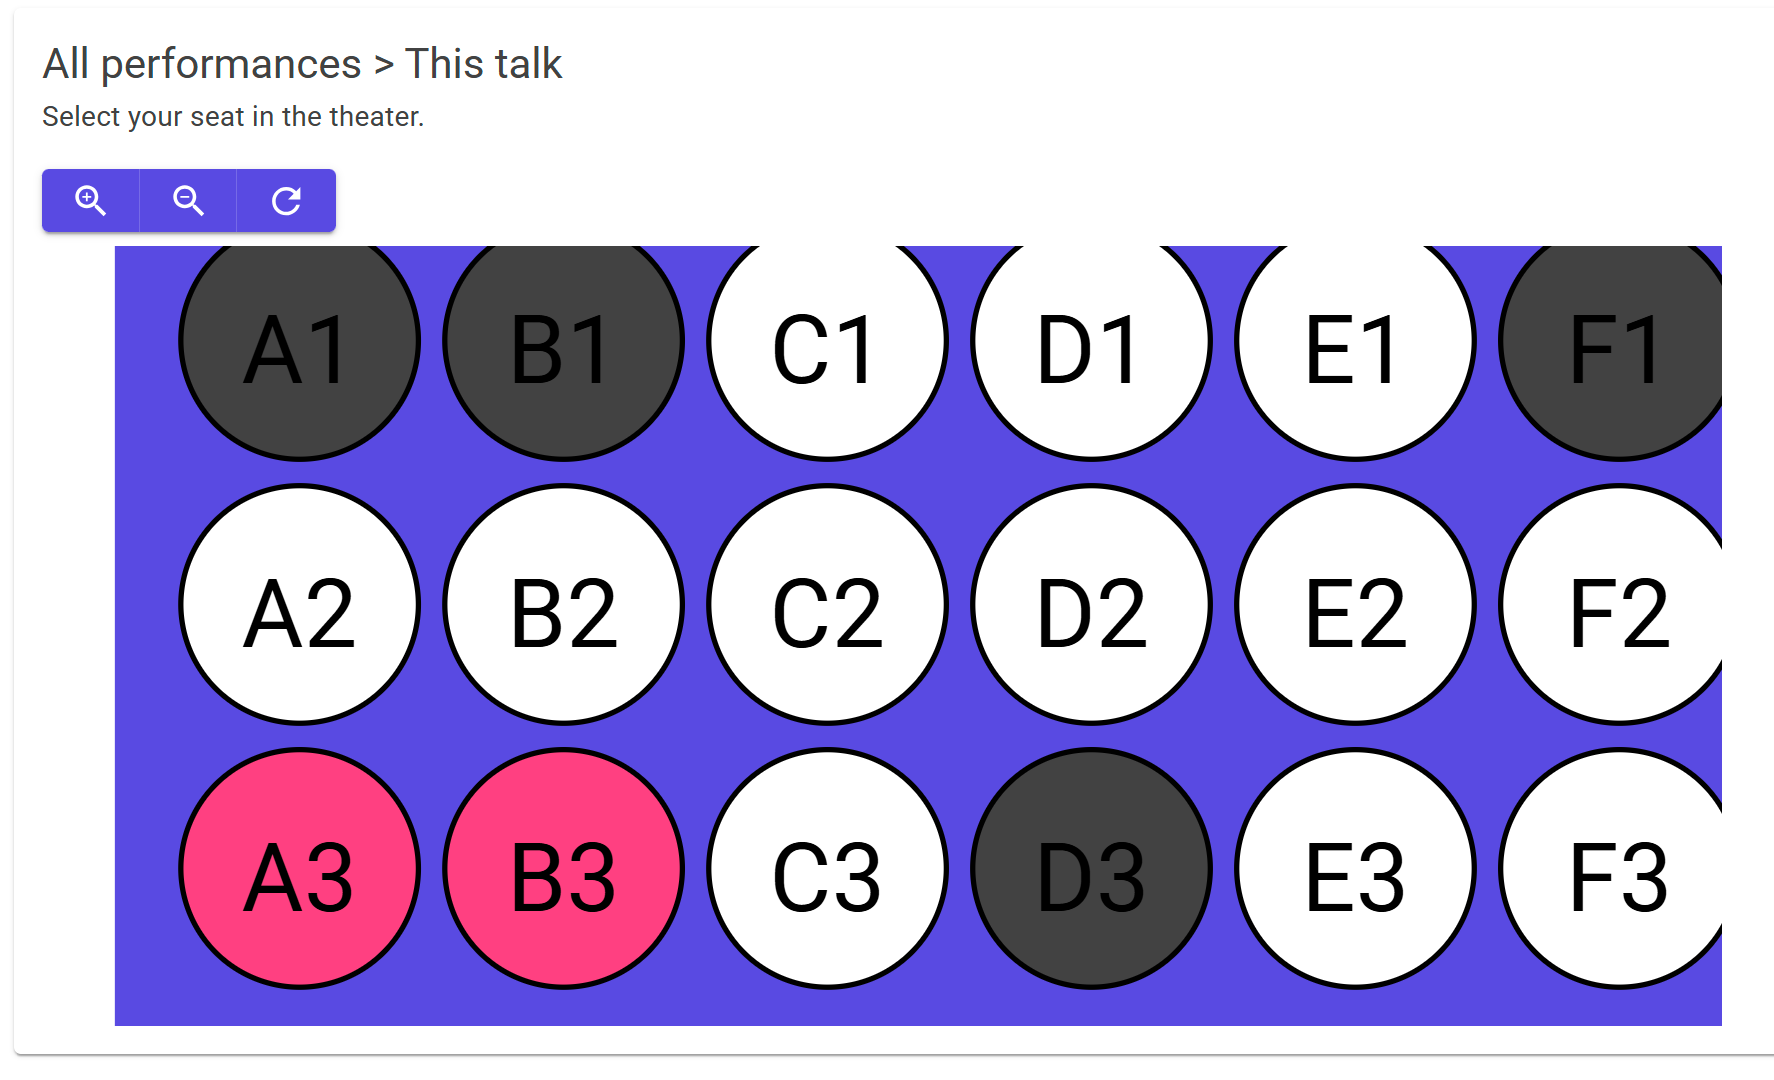 All performances > This talk
Select your seat in the theater.
A1 B1 C1 D1 E1 F1
A2 B2 C2 D2 E2 F2
A3 B3 C3 D3 E3 F3